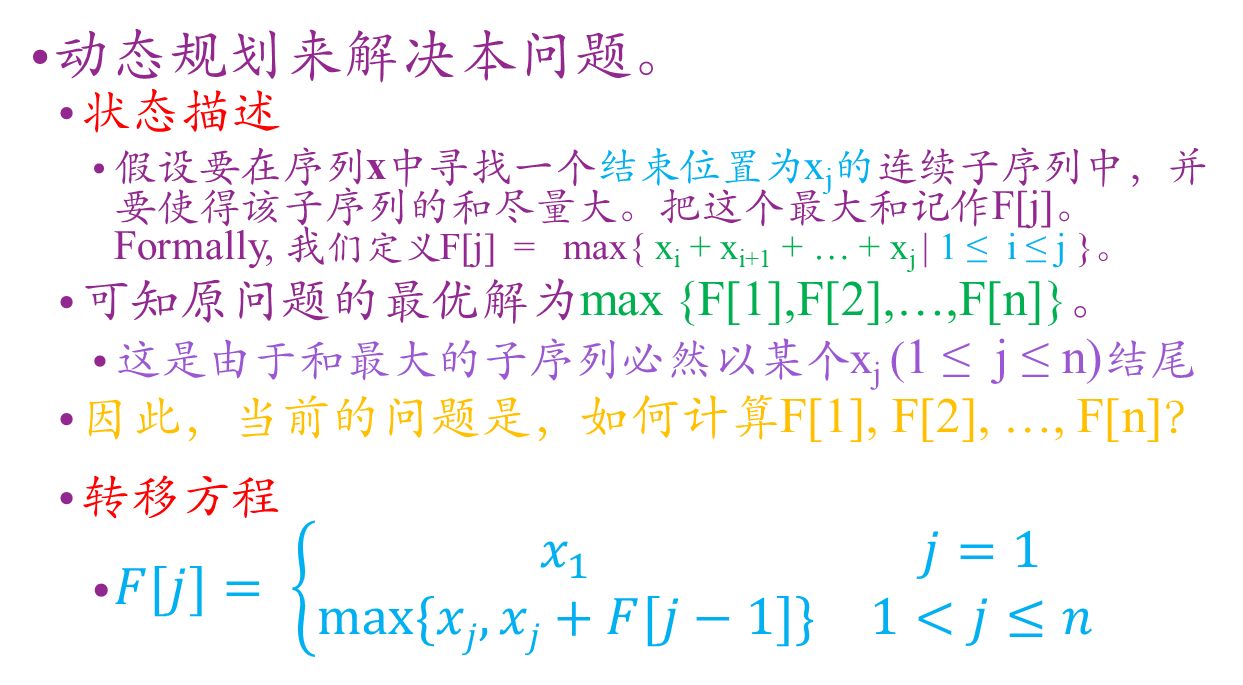 •动态规划来解决本问题。
•状态描述
•假设要在序列x中寻找一个结束位置为xⱼ的连续子序列中，并
要使得该子序列的和尽量大。把这个最大和记作F[j]。
Formally, 我们定义F[j] = max{ xᵢ + xᵢ₊₁ + … + xⱼ | 1 ≤ i ≤ j }。
•可知原问题的最优解为max {F[1],F[2],…,F[n]}。
•这是由于和最大的子序列必然以某个xⱼ (1 ≤ j ≤ n)结尾
•因此，当前的问题是，如何计算F[1], F[2], …, F[n]?
•转移方程
•F[j] = { x₁ j = 1
max{xⱼ, xⱼ + F[j − 1]} 1 < j ≤ n